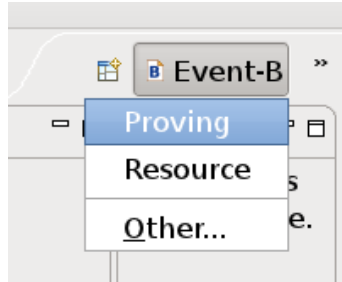 Event-B »
Proving
Resource
s
Other...
e.